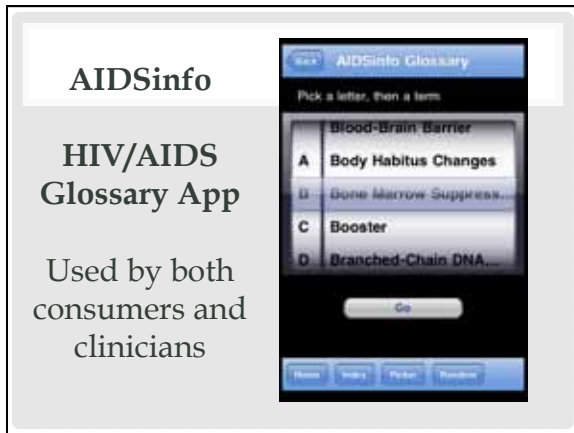 AIDSinfo
HIV/AIDS
Glossary App
Used by both
consumers and
clinicians
Back AIDSinfo Glossary
Pick a letter, then a term
Blood-Brain Barrier
A Body Habitus Changes
B Bone Marrow Suppress...
C Booster
D Branched-Chain DNA...
Go
Home Index Picker Random